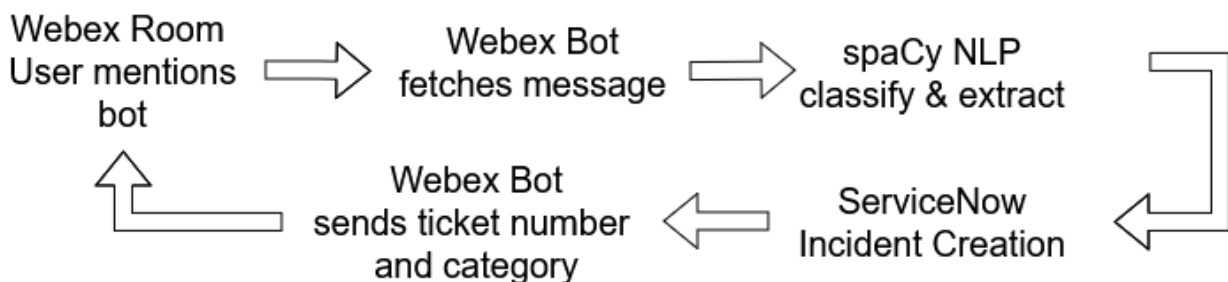 Webex Room
User mentions
bot
Webex Bot
fetches message
spaCy NLP
classify & extract
ServiceNow
Incident Creation
Webex Bot
sends ticket number
and category